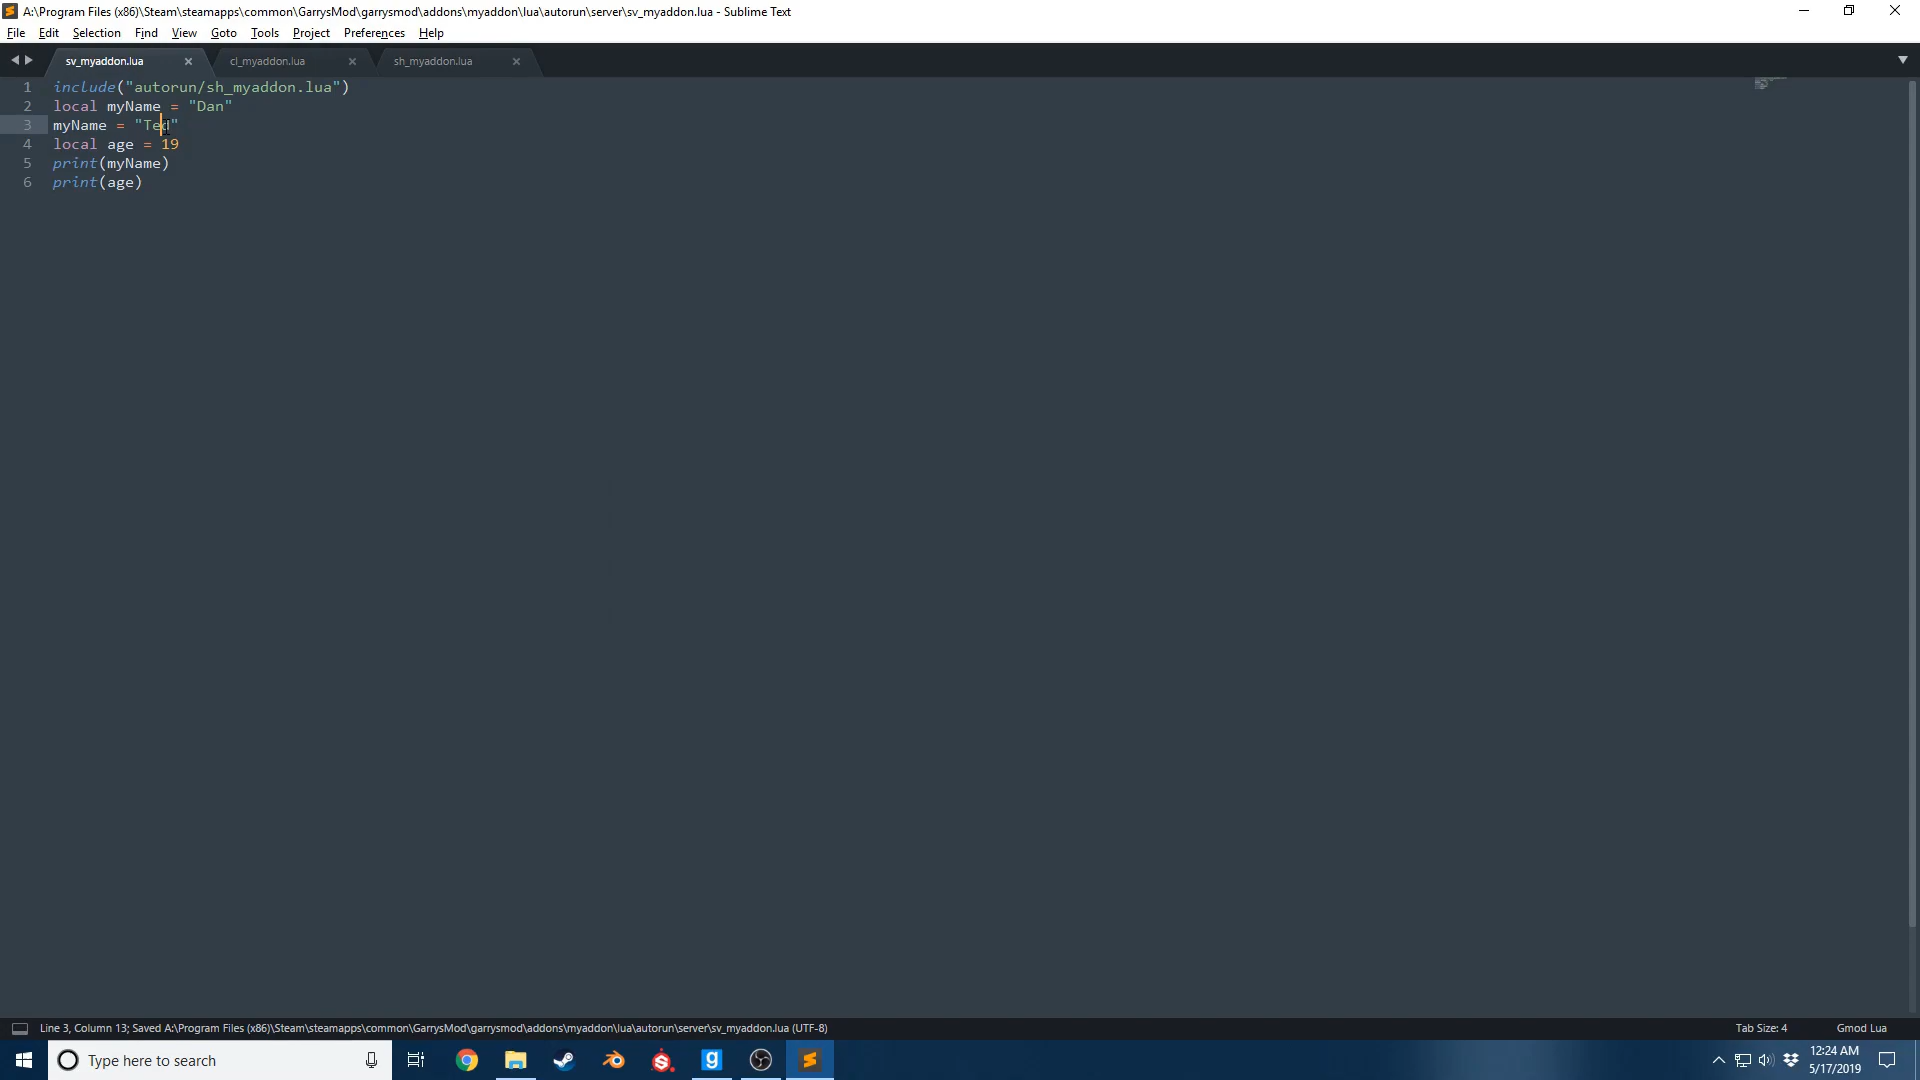 A:\Program Files (x86)\Steam\steamapps\common\GarrysMod\garrysmod\addons\myaddon\lua\autorun\server\sv_myaddon.lua - Sublime Text
File Edit Selection Find View Goto Tools Project Preferences Help
sv_myaddon.lua cl_myaddon.lua sh_myaddon.lua
1 include("autorun/sh_myaddon.lua")
2 local myName = "Dan"
3 myName = "Ted"
4 local age = 19
5 print(myName)
6 print(age)
Line 3, Column 13; Saved A:\Program Files (x86)\Steam\steamapps\common\GarrysMod\garrysmod\addons\myaddon\lua\autorun\server\sv_myaddon.lua (UTF-8) Tab Size: 4 Gmod Lua
Type here to search
12:24 AM
5/17/2019